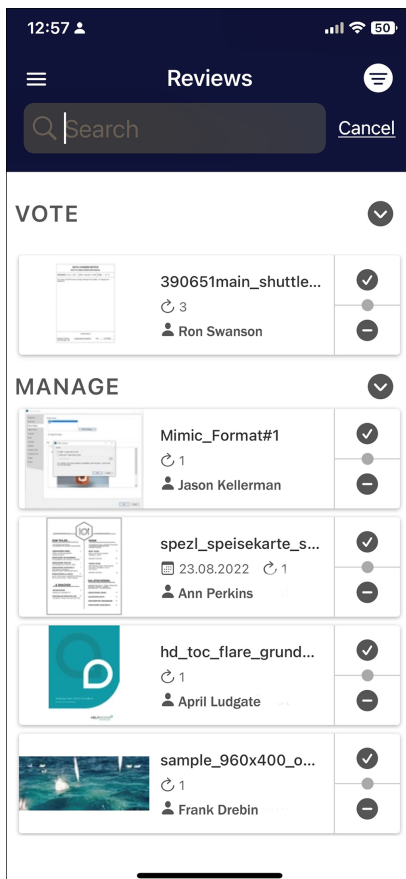 12:57
50
Reviews
Search
Cancel
VOTE
390651main_shuttle...
3
Ron Swanson
MANAGE
Mimic_Format#1
1
Jason Kellerman
spezl_speisekarte_s...
23.08.2022 1
Ann Perkins
hd_toc_flare_grund...
1
April Ludgate
sample_960x400_o...
1
Frank Drebin